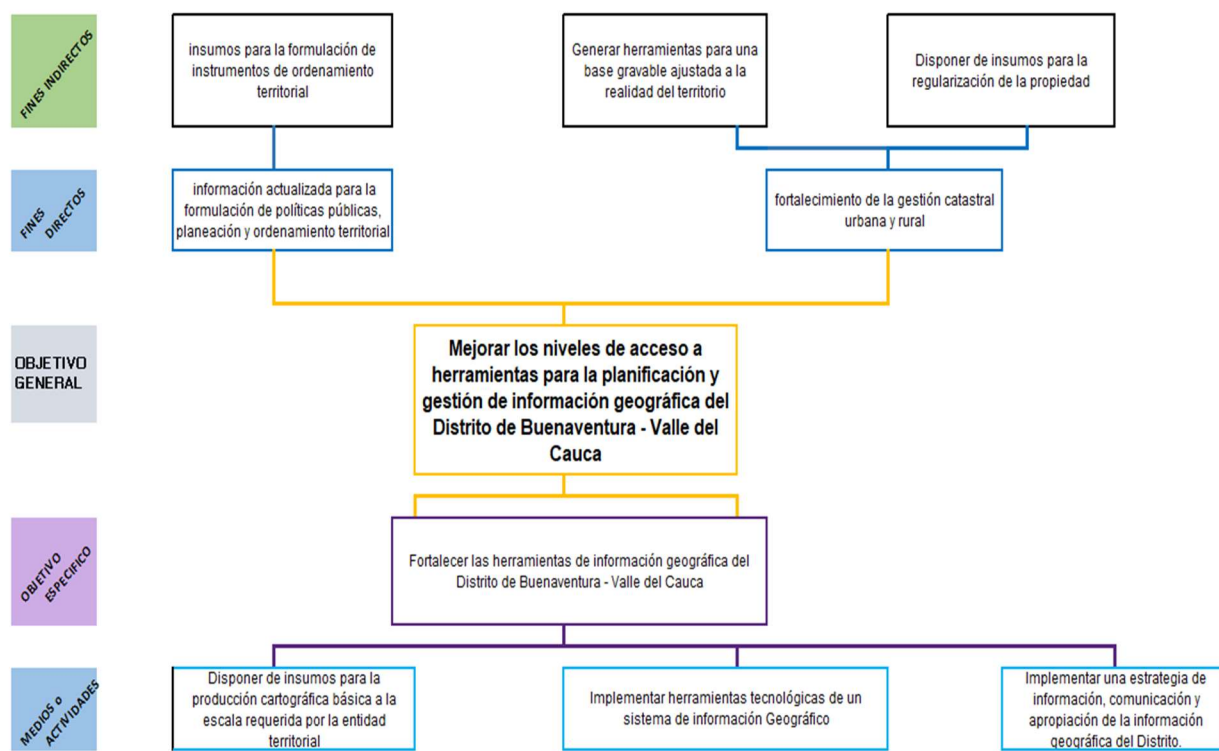 FINES INDIRECTOS
insumos para la formulación de
instrumentos de ordenamiento
territorial
Generar herramientas para una
base gravable ajustada a la
realidad del territorio
Disponer de insumos para la
regularización de la propiedad
FINES
DIRECTOS
información actualizada para la
formulación de políticas públicas,
planeación y ordenamiento territorial
fortalecimiento de la gestión catastral
urbana y rural
OBJETIVO
GENERAL
Mejorar los niveles de acceso a
herramientas para la planificación y
gestión de información geográfica del
Distrito de Buenaventura - Valle del
Cauca
OBJETIVO
ESPECIFICO
Fortalecer las herramientas de información geográfica del
Distrito de Buenaventura - Valle del Cauca
MEDIOS o
ACTIVIDADES
Disponer de insumos para la
producción cartográfica básica a la
escala requerida por la entidad
territorial
Implementar herramientas tecnológicas de un
sistema de información Geográfico
Implementar una estrategia de
información, comunicación y
apropiación de la información
geográfica del Distrito.